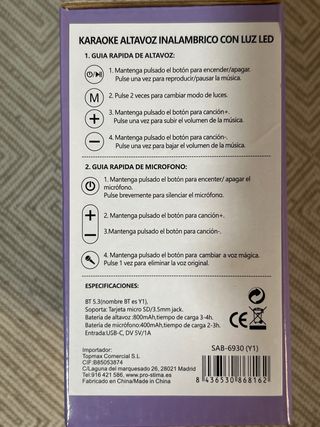 KARAOKE ALTAVOZ INALAMBRICO CON LUZ LED
1. GUIA RAPIDA DE ALTAVOZ:
1. Mantenga pulsado el botón para encender/apagar.
Pulse una vez para reproducir/pausar la música.
M
2. Pulse 2 veces para cambiar modo de luces.
3. Mantenga pulsado el botón para canción+.
Pulse una vez para subir el volumen de la música.
4. Mantenga pulsado el botón para canción-.
Pulse una vez para bajar el volumen de la música.
2. GUIA RAPIDA DE MICROFONO:
1. Mantenga pulsado el botón para encenter/ apagar el
micrófono.
Pulse brevemente para silenciar el micrófono.
2. Mantenga pulsado el botón para canción+.
3.Mantenga pulsado el botón para canción-.
4. Mantenga pulsado el botón para cambiar a voz mágica.
Pulse 1 vez para eliminar la voz original.
ESPECIFICACIONES:
BT 5.3(nombre BT es Y1),
Soporta: Tarjeta micro SD/3.5mm jack.
Batería de altavoz :800mAh,tiempo de carga 3-4h.
Batería de micrófono:400mAh,tiempo de carga 2-3h.
Entrada:USB-C, DV 5V/1A
CE
Importador:
Topmax Comercial S.L
CIF:B85053874
C/Laguna del marquesado 26, 28021 Madrid
Tel:916 421 586, www.pro-stima.es
Fabricado en China/Made in China
SAB-6930 (Y1)
8 436530 868162